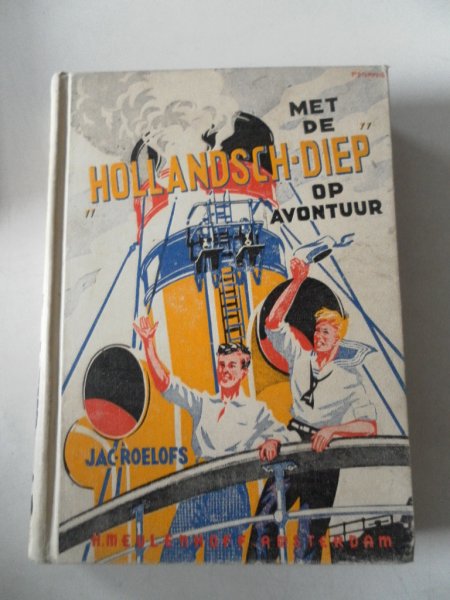 MET
DE
„HOLLANDSCH-DIEP”
OP
AVONTUUR
JAC·ROELOFS
H. MEULENHOFF AMSTERDAM